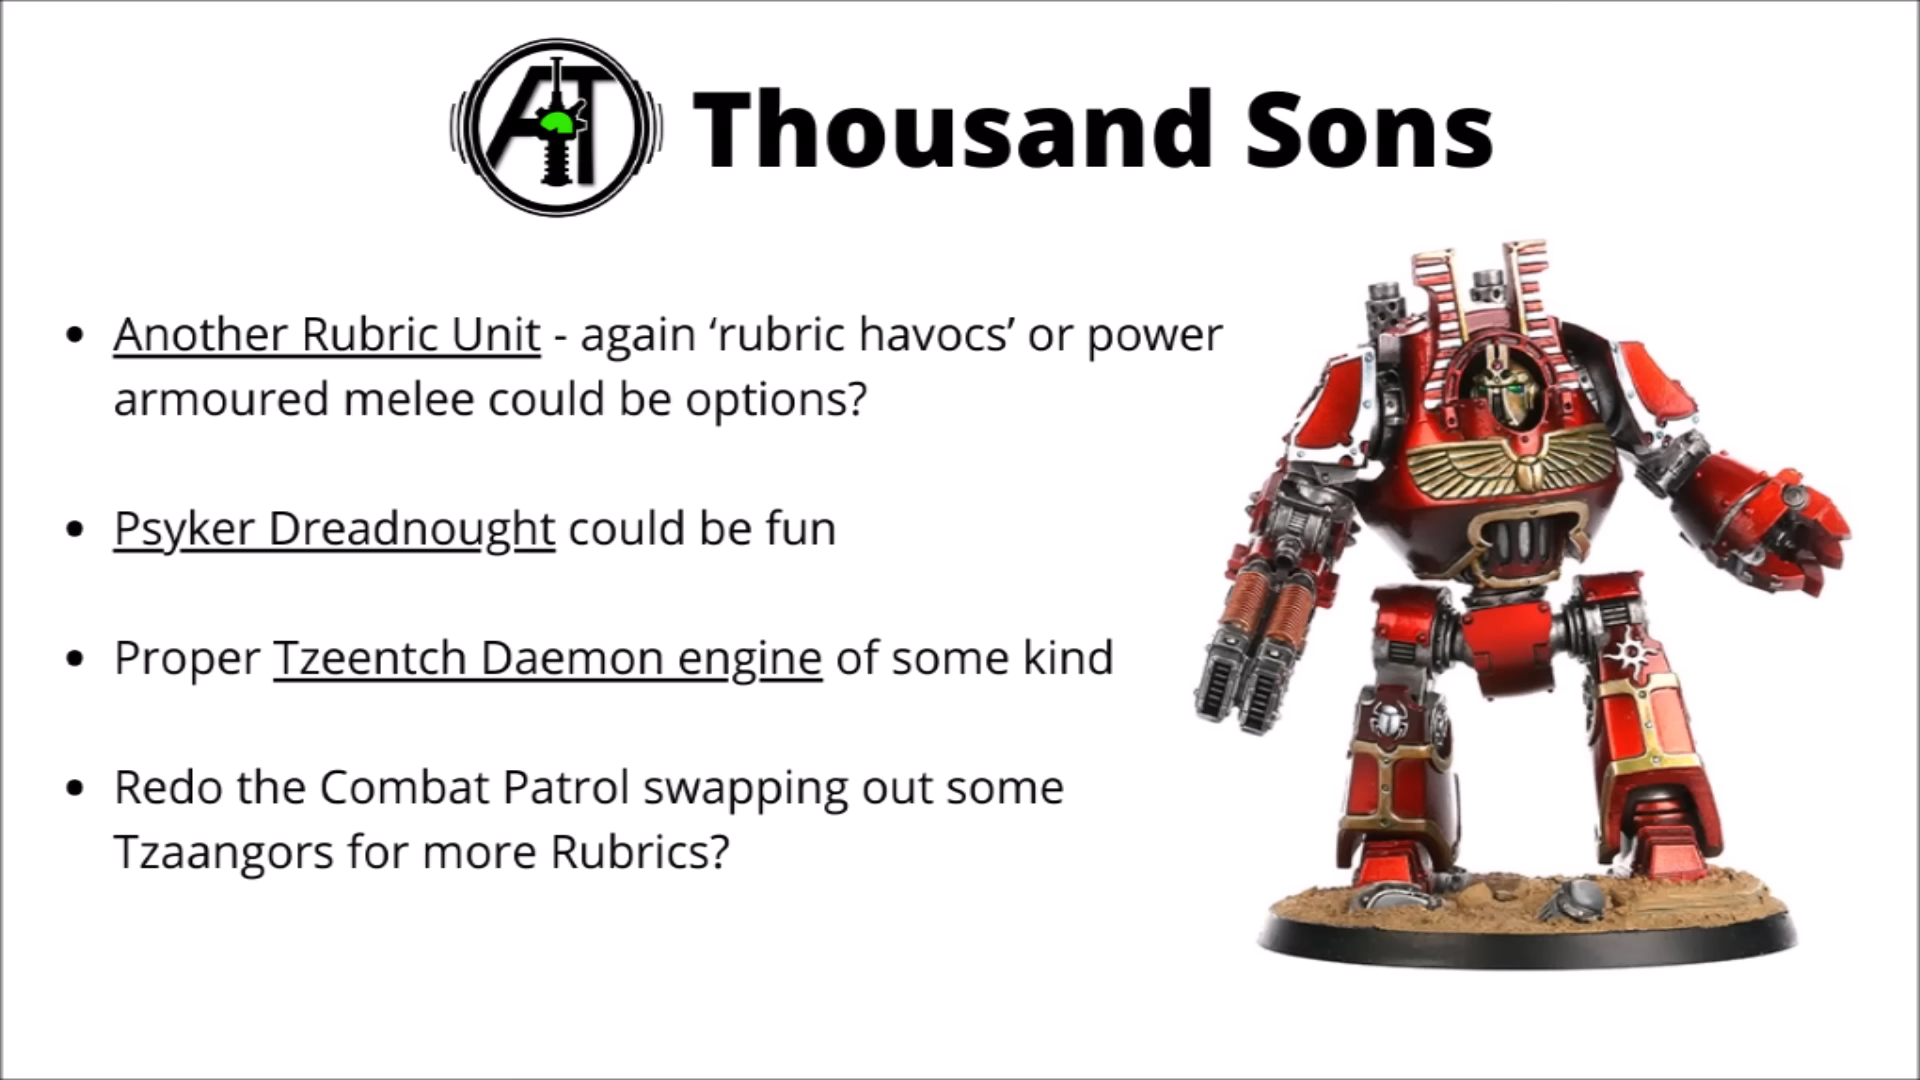 AT
Thousand Sons
Another Rubric Unit - again ‘rubric havocs’ or power
armoured melee could be options?
Psyker Dreadnought could be fun
Proper Tzeentch Daemon engine of some kind
Redo the Combat Patrol swapping out some
Tzaangors for more Rubrics?